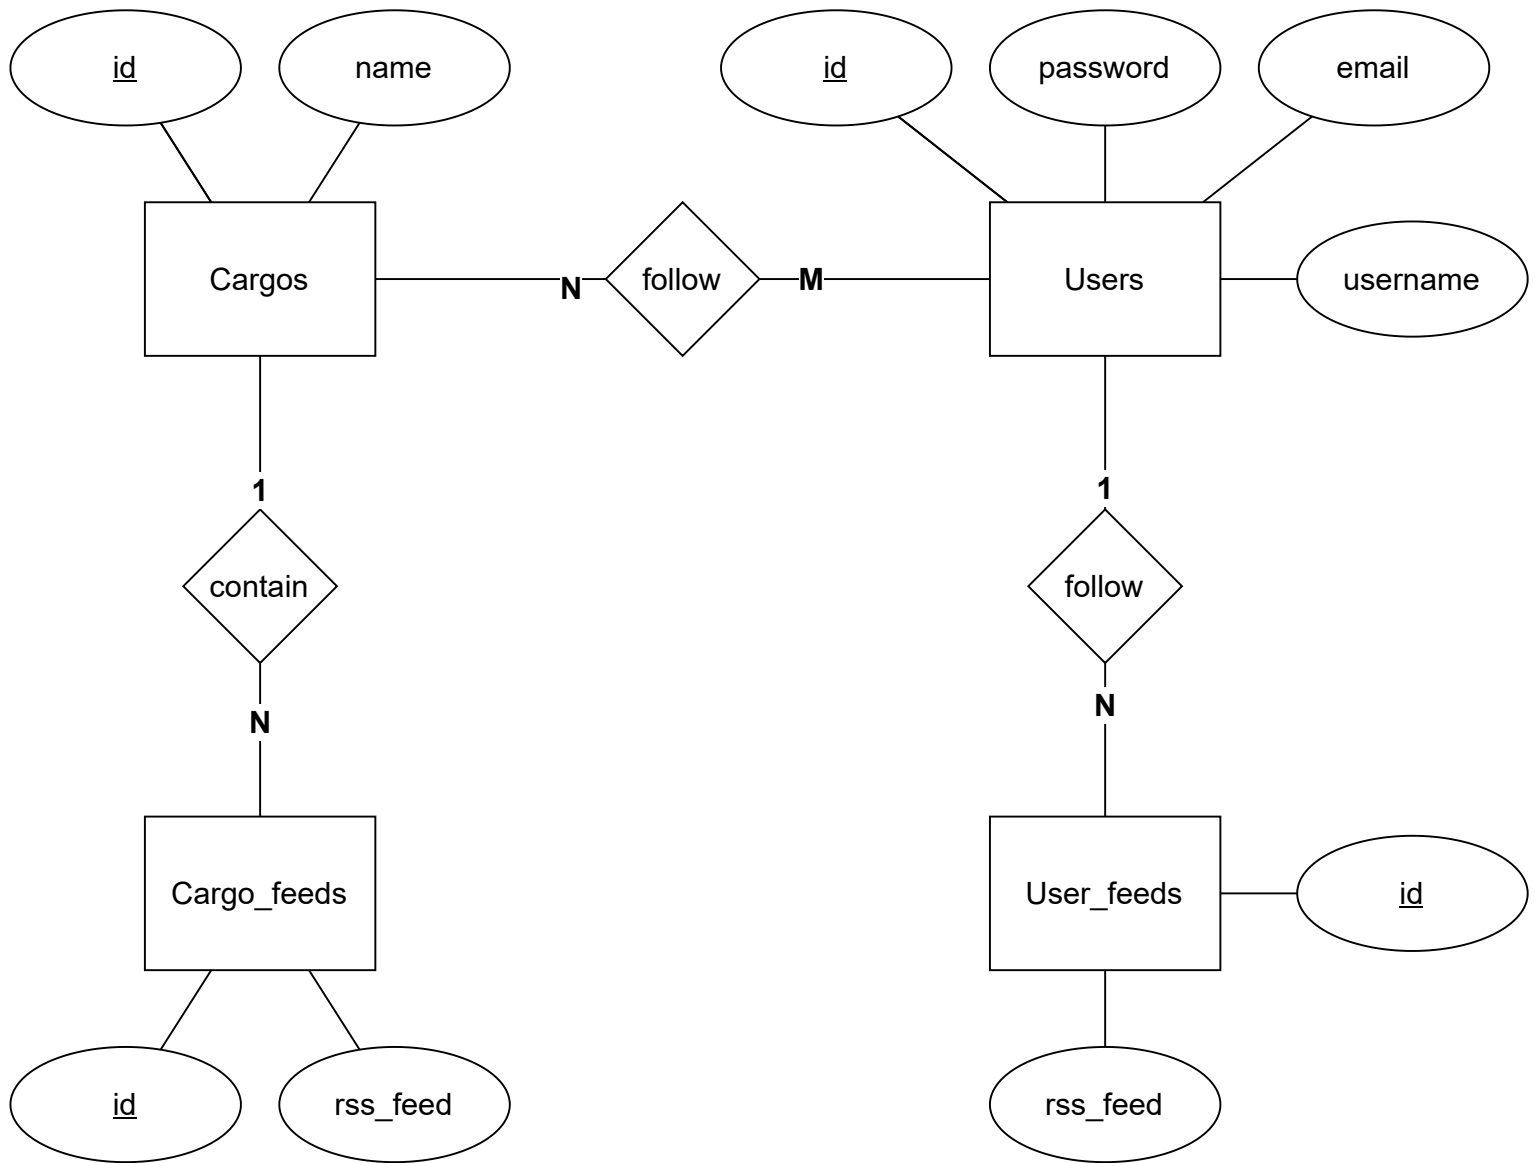 id
name
id
password
email
Cargos
N
follow
M
Users
username
1
1
contain
follow
N
N
Cargo_feeds
User_feeds
id
id
rss_feed
rss_feed